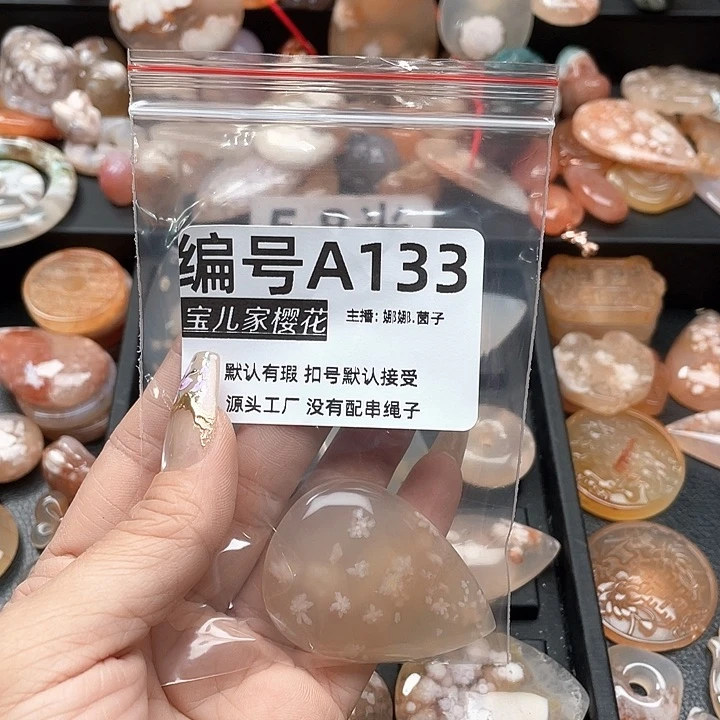 编号A133
宝儿家樱花 主播:娜娜.茵子
默认有瑕 扣号默认接受
源头工厂 没有配串绳子